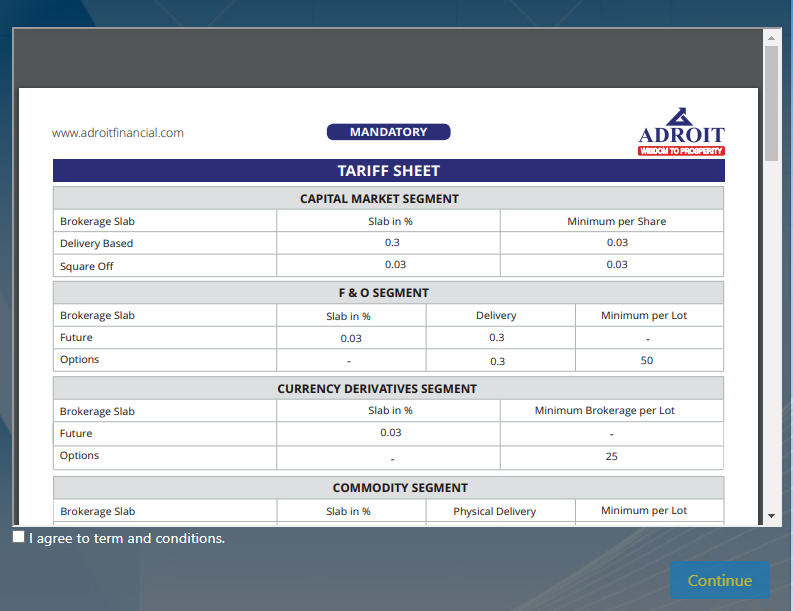 www.adroitfinancial.com MANDATORY ADROIT
WISDOM TO PROSPERITY
TARIFF SHEET
CAPITAL MARKET SEGMENT
Brokerage Slab Slab in % Minimum per Share
Delivery Based 0.3 0.03
Square Off 0.03 0.03
F & O SEGMENT
Brokerage Slab Slab in % Delivery Minimum per Lot
Future 0.03 0.3 -
Options - 0.3 50
CURRENCY DERIVATIVES SEGMENT
Brokerage Slab Slab in % Minimum Brokerage per Lot
Future 0.03 -
Options - 25
COMMODITY SEGMENT
Brokerage Slab Slab in % Physical Delivery Minimum per Lot
I agree to term and conditions.
Continue